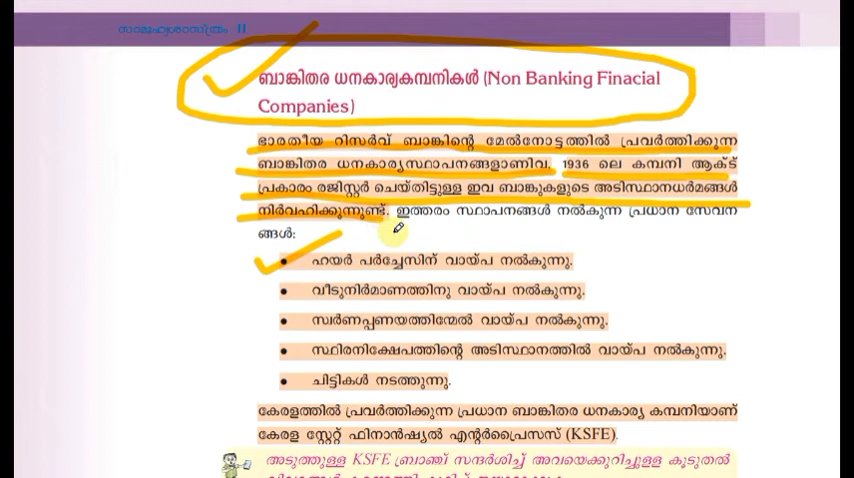 സാമൂഹ്യശാസ്ത്രം II
ബാങ്കിതര ധനകാര്യകമ്പനികൾ (Non Banking Finacial
Companies)
ഭാരതീയ റിസർവ് ബാങ്കിന്റെ മേൽനോട്ടത്തിൽ പ്രവർത്തിക്കുന്ന
ബാങ്കിതര ധനകാര്യസ്ഥാപനങ്ങളാണിവ. 1936 ലെ കമ്പനി ആക്ട്
പ്രകാരം രജിസ്റ്റർ ചെയ്തിട്ടുള്ള ഇവ ബാങ്കുകളുടെ അടിസ്ഥാനധർമങ്ങൾ
നിർവഹിക്കുന്നുണ്ട്. ഇത്തരം സ്ഥാപനങ്ങൾ നൽകുന്ന പ്രധാന സേവന
ങ്ങൾ:
• ഹയർ പർച്ചേസിന് വായ്പ നൽകുന്നു.
• വീടുനിർമാണത്തിനു വായ്പ നൽകുന്നു.
• സ്വർണപ്പണയത്തിന്മേൽ വായ്പ നൽകുന്നു.
• സ്ഥിരനിക്ഷേപത്തിന്റെ അടിസ്ഥാനത്തിൽ വായ്പ നൽകുന്നു.
• ചിട്ടികൾ നടത്തുന്നു.
കേരളത്തിൽ പ്രവർത്തിക്കുന്ന പ്രധാന ബാങ്കിതര ധനകാര്യ കമ്പനിയാണ്
കേരള സ്റ്റേറ്റ് ഫിനാൻഷ്യൽ എന്റർപ്രൈസസ് (KSFE).
അടുത്തുള്ള KSFE ബ്രാഞ്ച് സന്ദർശിച്ച് അവയെക്കുറിച്ചുളള കൂടുതൽ